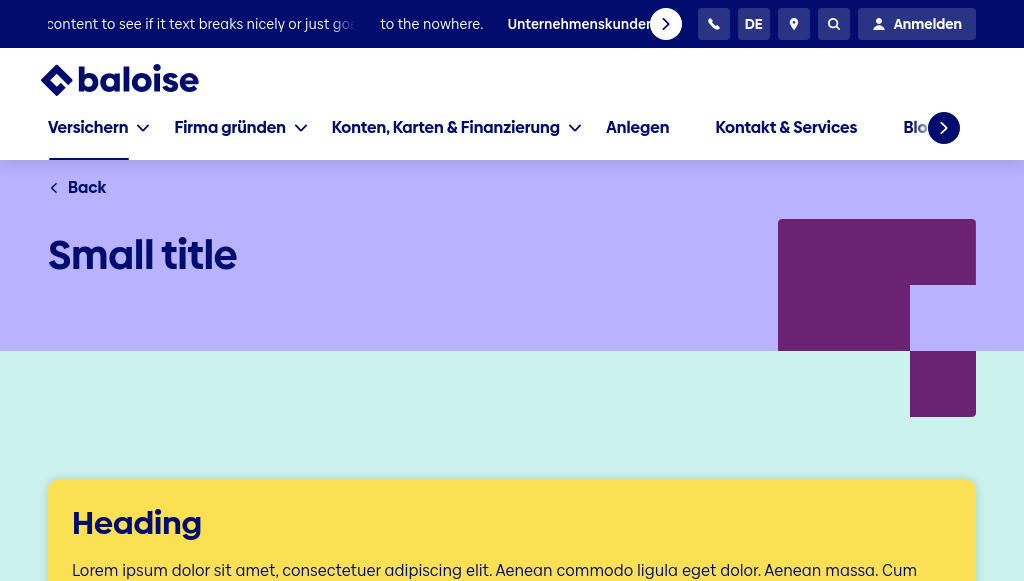 content to see if it text breaks nicely or just to the nowhere. Unternehmenskunden DE Anmelden
baloise
Versichern Firma gründen Konten, Karten & Finanzierung Anlegen Kontakt & Services
Back
Small title
Heading
Lorem ipsum dolor sit amet, consectetuer adipiscing elit. Aenean commodo ligula eget dolor. Aenean massa. Cum